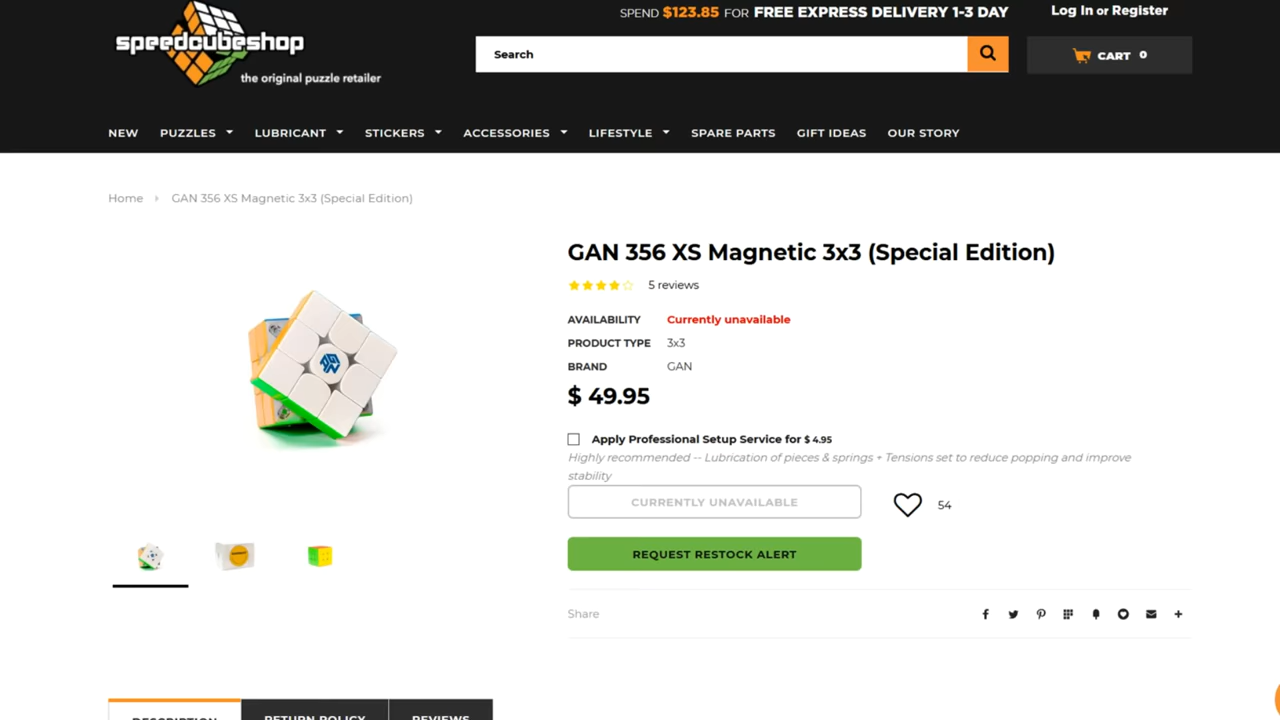 SPEND $123.85 FOR FREE EXPRESS DELIVERY 1-3 DAY
Log In or Register
speedcubeshop
the original puzzle retailer
Search
CART 0
NEW PUZZLES LUBRICANT STICKERS ACCESSORIES LIFESTYLE SPARE PARTS GIFT IDEAS OUR STORY
Home > GAN 356 XS Magnetic 3x3 (Special Edition)
GAN 356 XS Magnetic 3x3 (Special Edition)
5 reviews
AVAILABILITY Currently unavailable
PRODUCT TYPE 3x3
BRAND GAN
$ 49.95
Apply Professional Setup Service for $ 4.95
Highly recommended -- Lubrication of pieces & springs + Tensions set to reduce popping and improve
stability
CURRENTLY UNAVAILABLE
54
REQUEST RESTOCK ALERT
Share
DESCRIPTION RETURN POLICY REVIEWS
GAN